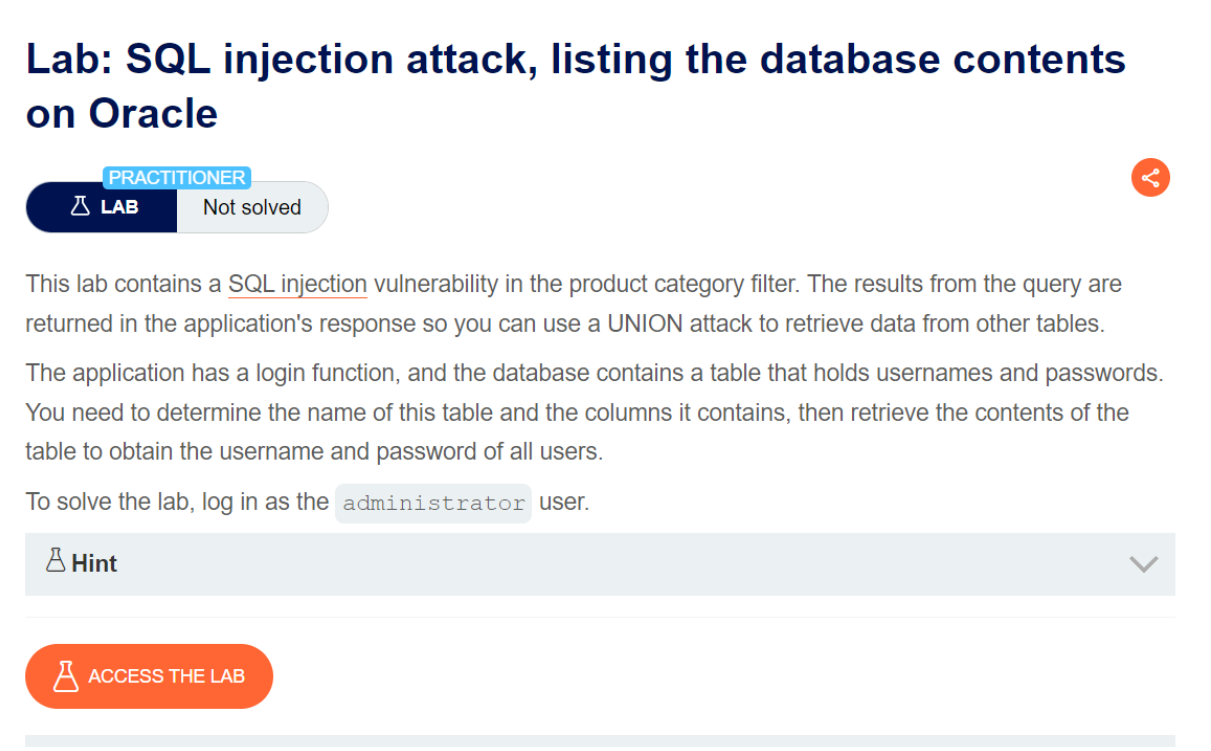 Lab: SQL injection attack, listing the database contents
on Oracle
PRACTITIONER
LAB
Not solved
This lab contains a SQL injection vulnerability in the product category filter. The results from the query are
returned in the application's response so you can use a UNION attack to retrieve data from other tables.
The application has a login function, and the database contains a table that holds usernames and passwords.
You need to determine the name of this table and the columns it contains, then retrieve the contents of the
table to obtain the username and password of all users.
To solve the lab, log in as the administrator user.
Hint
ACCESS THE LAB